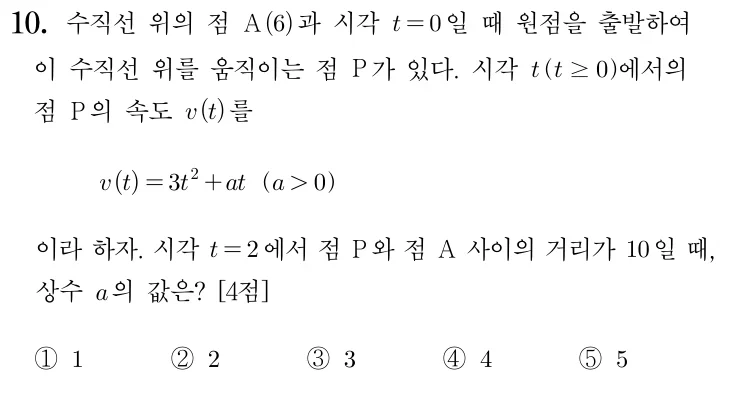 10. 수직선 위의 점 A(6)과 시각 t=0일 때 원점을 출발하여
이 수직선 위를 움직이는 점 P가 있다. 시각 t(t≥0)에서의
점 P의 속도 v(t)를
v(t)=3t²+at (a>0)
이라 하자. 시각 t=2에서 점 P와 점 A 사이의 거리가 10일 때,
상수 a의 값은? [4점]
① 1 ② 2 ③ 3 ④ 4 ⑤ 5